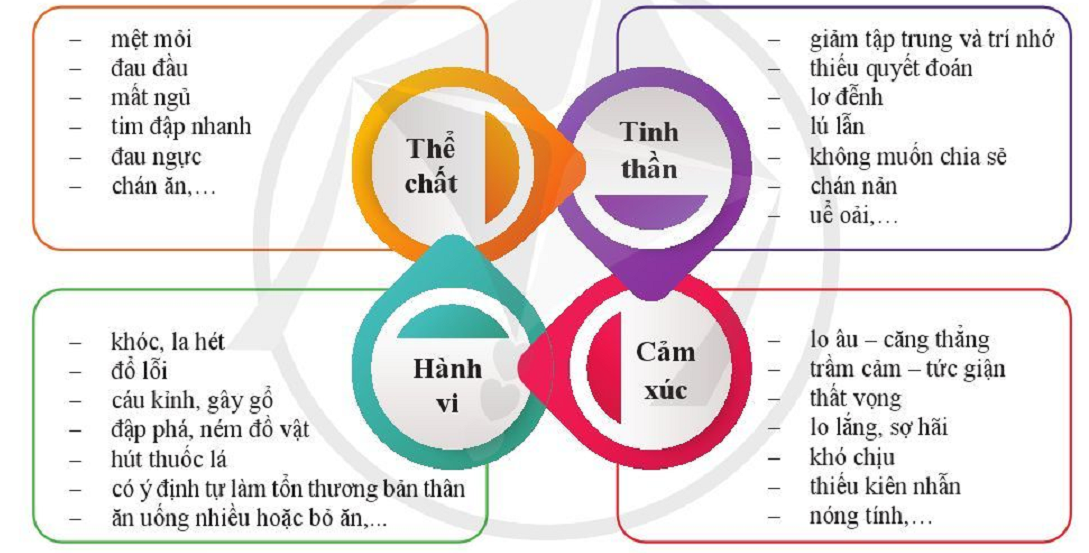 – mệt mỏi
– đau đầu
– mất ngủ
– tim đập nhanh
– đau ngực
– chán ăn,…
Thể
chất
Tinh
thần
– giảm tập trung và trí nhớ
– thiếu quyết đoán
– lơ đễnh
– lú lẫn
– không muốn chia sẻ
– chán nản
– uể oải,…
– khóc, la hét
– đổ lỗi
– cáu kỉnh, gây gổ
– đập phá, ném đồ vật
– hút thuốc lá
– có ý định tự làm tổn thương bản thân
– ăn uống nhiều hoặc bỏ ăn,...
Hành
vi
Cảm
xúc
– lo âu – căng thẳng
– trầm cảm – tức giận
– thất vọng
– lo lắng, sợ hãi
– khó chịu
– thiếu kiên nhẫn
– nóng tính,…